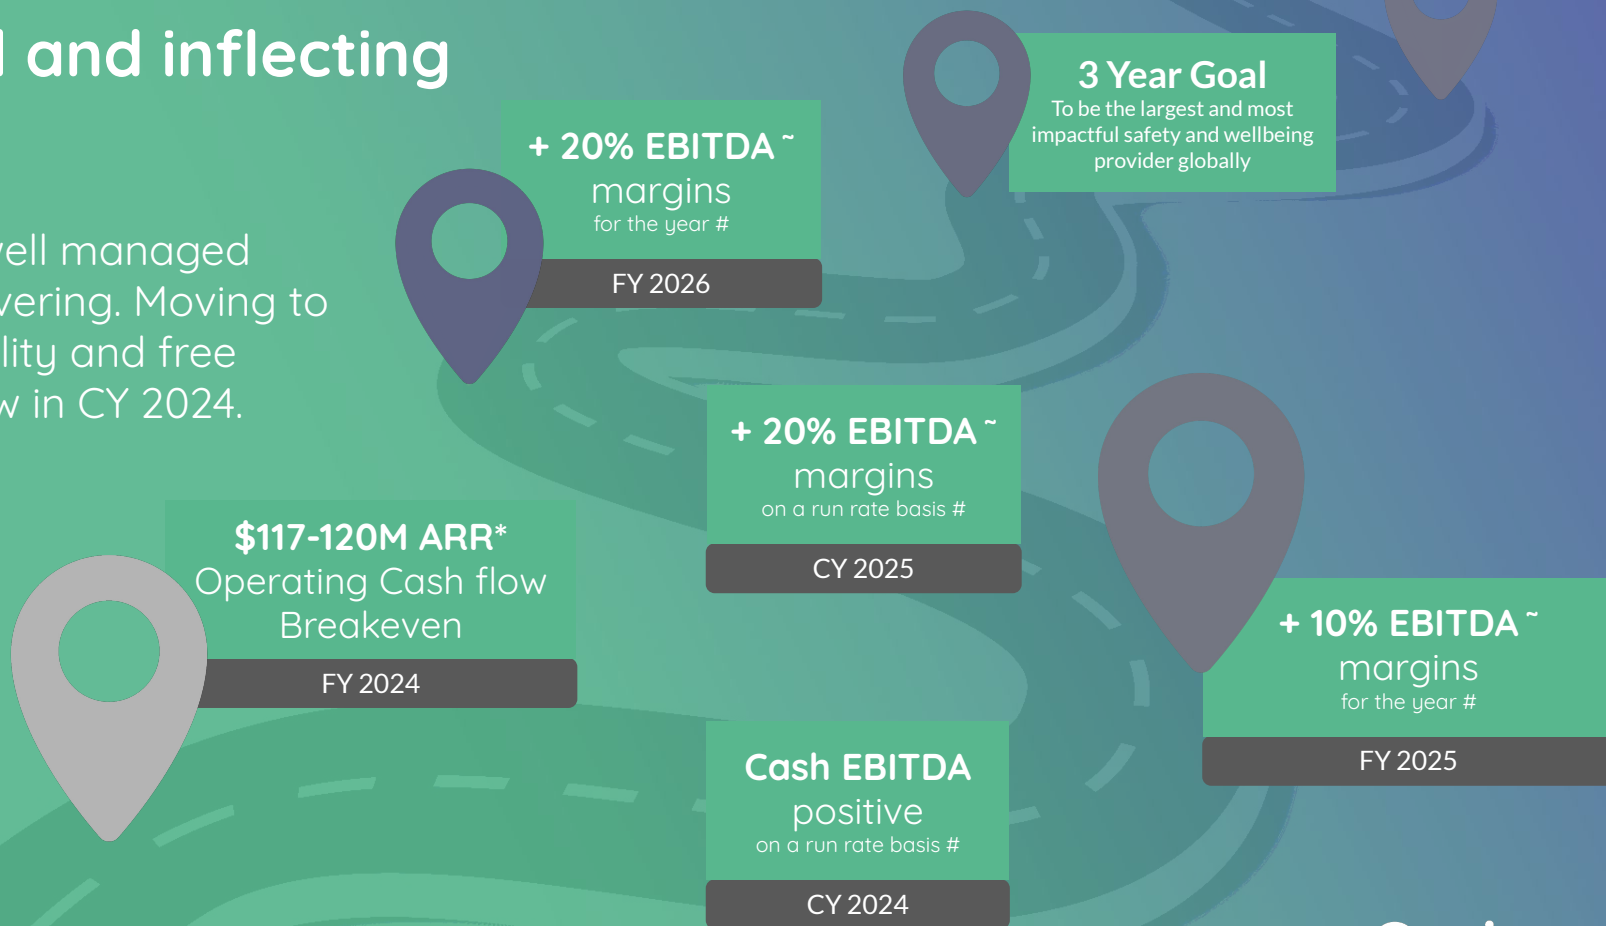 and inflecting
managed
Moving to
and free
in CY 2024.
+ 20% EBITDA ~
margins
for the year #
FY 2026
3 Year Goal
To be the largest and most
impactful safety and wellbeing
provider globally
+ 20% EBITDA ~
margins
on a run rate basis #
CY 2025
$117-120M ARR*
Operating Cash flow
Breakeven
FY 2024
+ 10% EBITDA ~
margins
for the year #
FY 2025
Cash EBITDA
positive
on a run rate basis #
CY 2024